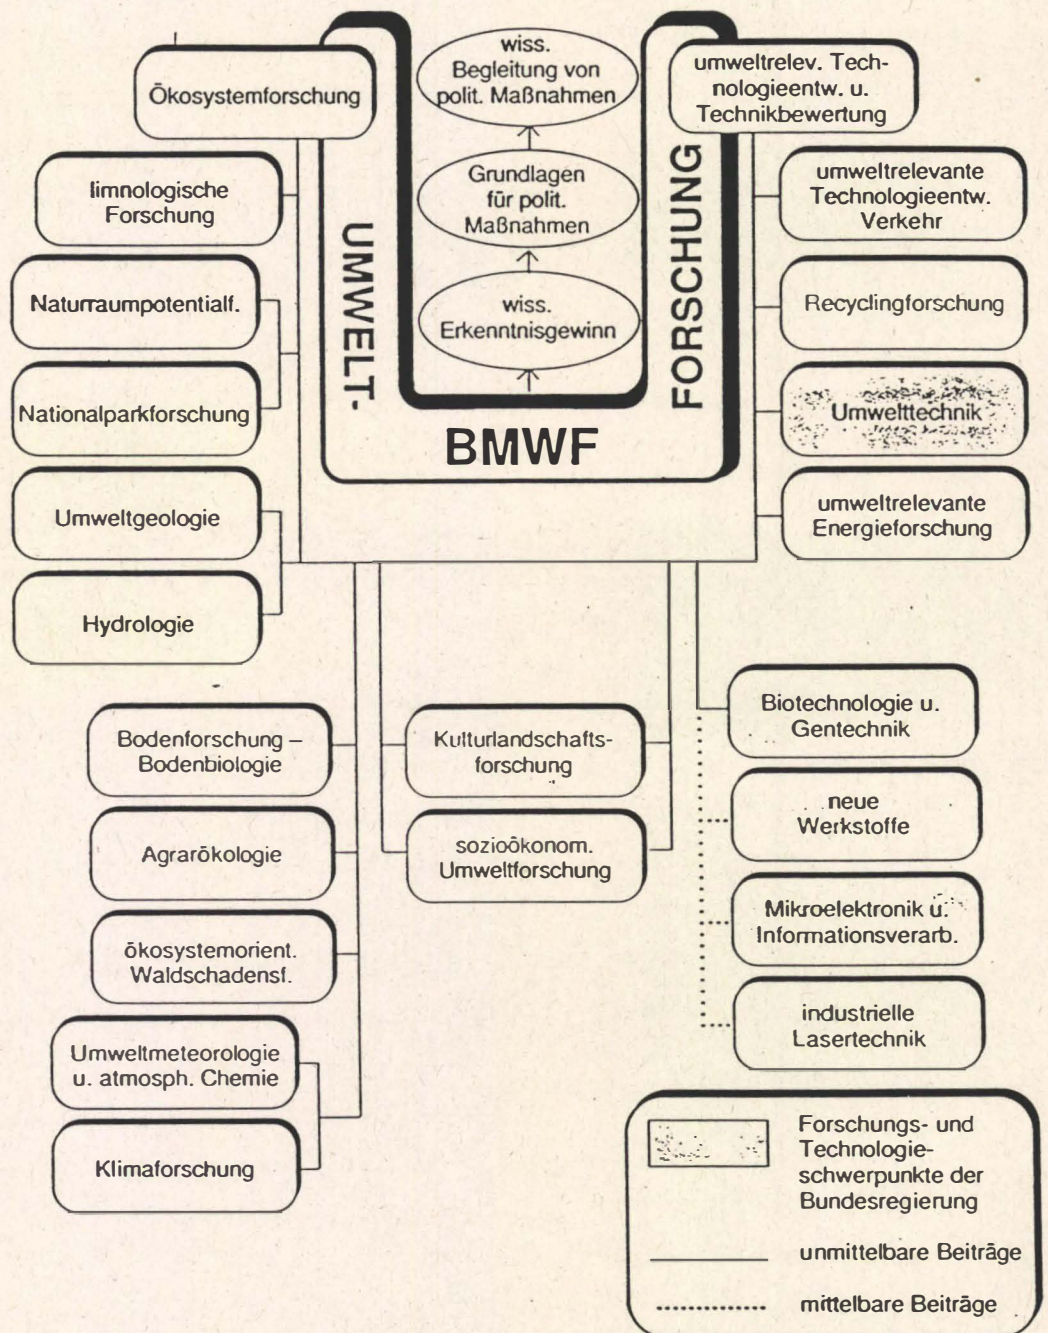 Ökosystemforschung
wiss.
Begleitung von
polit. Maßnahmen
umweltrelev. Tech-
nologieentw. u.
Technikbewertung
limnologische
Forschung
Naturraumpotentialf.
Nationalparkforschung
Umweltgeologie
Hydrologie
UMWELT-
Grundlagen
für polit.
Maßnahmen
wiss.
Erkenntnisgewinn
FORSCHUNG
BMWF
umweltrelevante
Technologieentw.
Verkehr
Recyclingforschung
Umwelttechnik
umweltrelevante
Energieforschung
Bodenforschung –
Bodenbiologie
Agrarökologie
ökosystemorient.
Waldschadensf.
Umweltmeteorologie
u. atmosph. Chemie
Klimaforschung
Kulturlandschafts-
forschung
sozioökonom.
Umweltforschung
Biotechnologie u.
Gentechnik
neue
Werkstoffe
Mikroelektronik u.
Informationsverarb.
industrielle
Lasertechnik
Forschungs- und
Technologie-
schwerpunkte der
Bundesregierung
unmittelbare Beiträge
mittelbare Beiträge